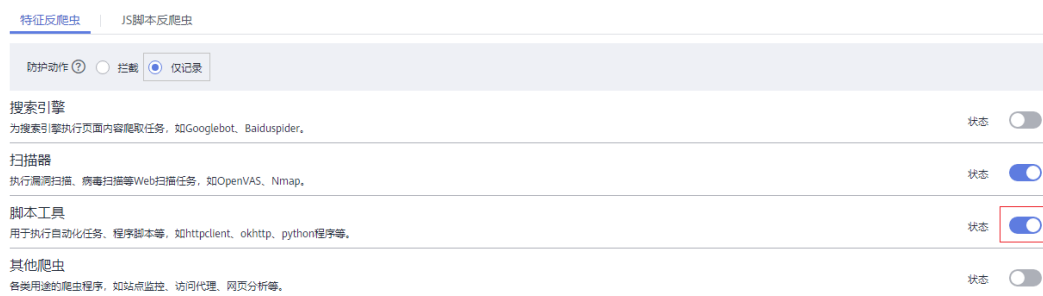 特征反爬虫 JS脚本反爬虫
防护动作 ? 拦截 仅记录
搜索引擎
为搜索引擎执行页面内容爬取任务，如Googlebot、Baiduspider。
状态
扫描器
执行漏洞扫描、病毒扫描等Web扫描任务，如OpenVAS、Nmap。
状态
脚本工具
用于执行自动化任务、程序脚本等，如httpclient、okhttp、python程序等。
状态
其他爬虫
各类用途的爬虫程序，如站点监控、访问代理、网页分析等。
状态